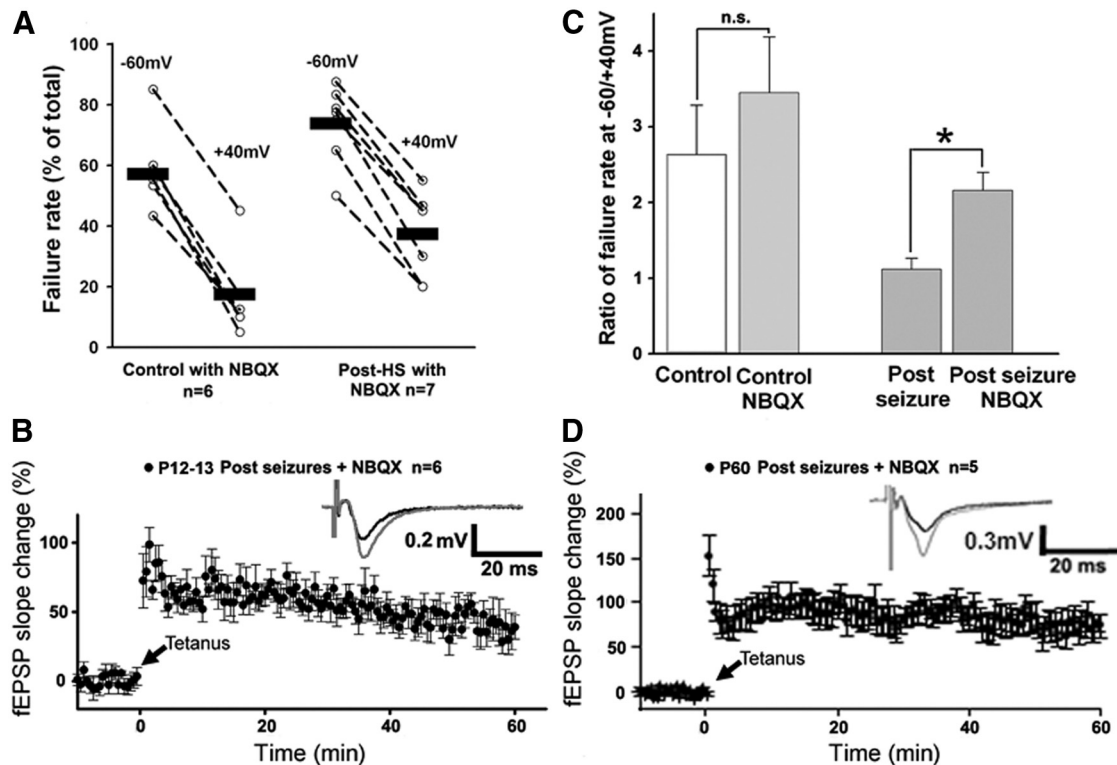 A
Failure rate (% of total)
100
80
60
40
20
0
-60mV
+40mV
-60mV
+40mV
Control with NBQX
n=6
Post-HS with
NBQX n=7
C
Ratio of failure rate at -60/+40mV
4
3
2
1
0
n.s.
*
Control
Control
NBQX
Post
seizure
Post seizure
NBQX
B
P12-13 Post seizures + NBQX n=6
fEPSP slope change (%)
100
50
0
0.2 mV
20 ms
Tetanus
0
20
40
60
Time (min)
D
P60 Post seizures + NBQX n=5
fEPSP slope change (%)
200
150
100
50
0
0.3mV
20 ms
Tetanus
0
20
40
60
Time (min)